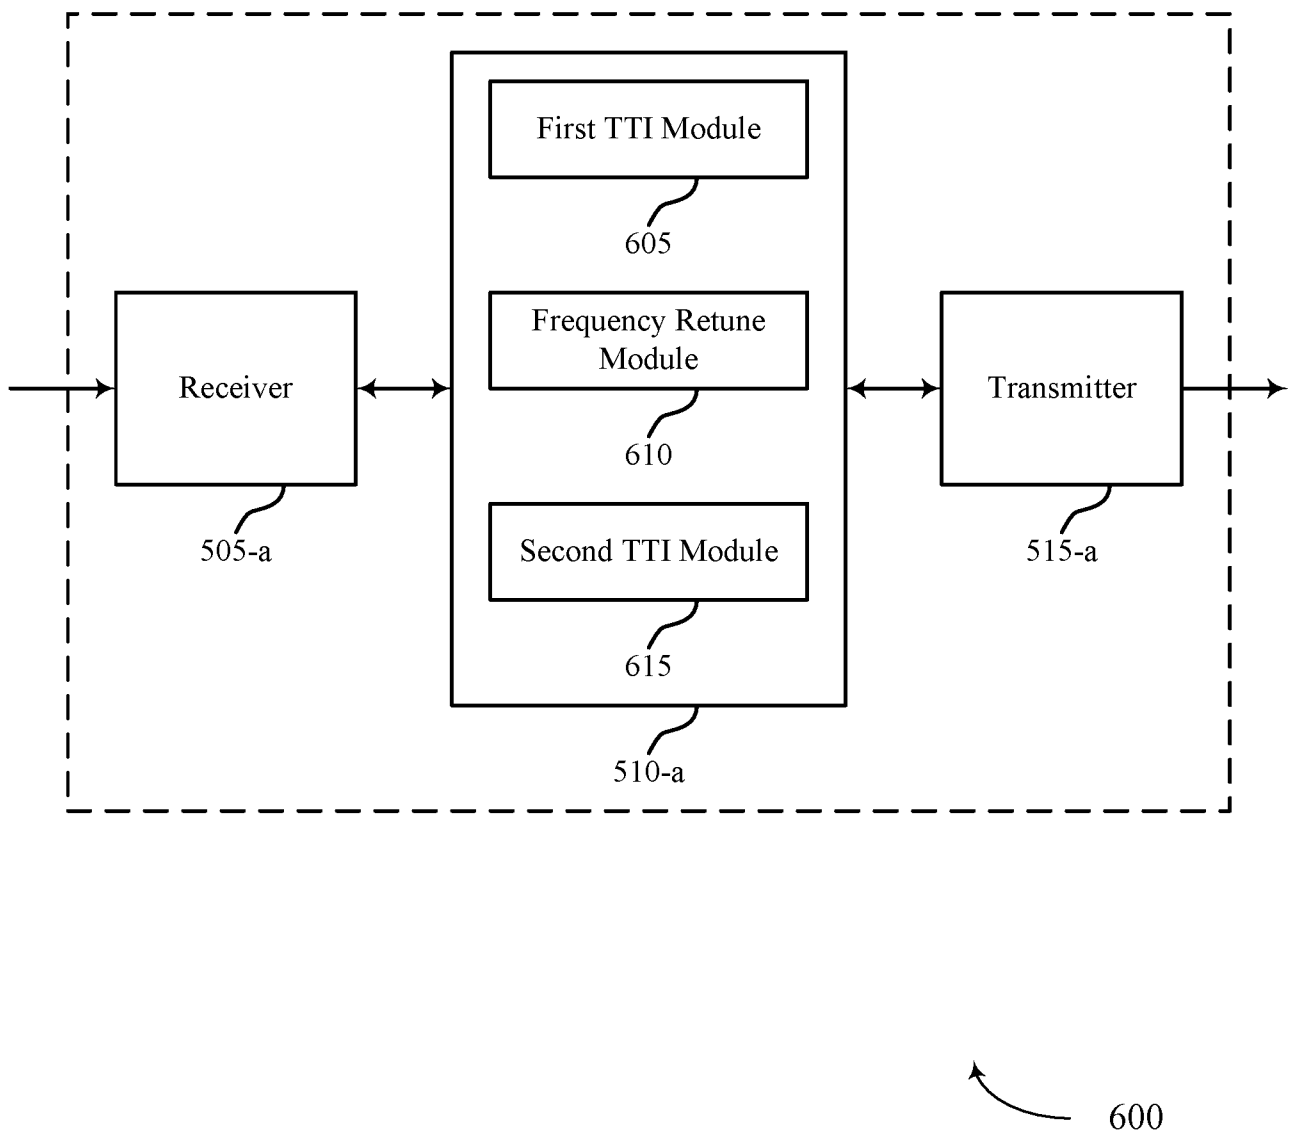 First TTI Module
605
Frequency Retune
Module
610
Second TTI Module
615
510-a
Receiver
505-a
Transmitter
515-a
600